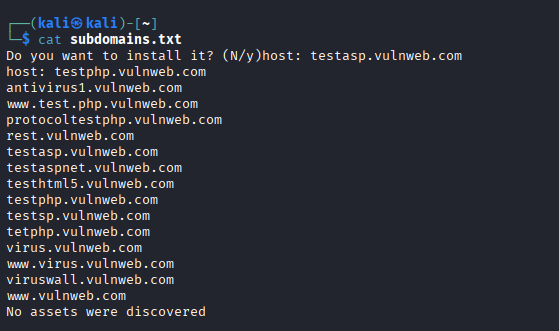 ┌──(kali㉿kali)-[~]
└─$ cat subdomains.txt
Do you want to install it? (N/y)host: testasp.vulnweb.com
host: testphp.vulnweb.com
antivirus1.vulnweb.com
www.test.php.vulnweb.com
protocoltestphp.vulnweb.com
rest.vulnweb.com
testasp.vulnweb.com
testaspnet.vulnweb.com
testhtml5.vulnweb.com
testphp.vulnweb.com
testsp.vulnweb.com
tetphp.vulnweb.com
virus.vulnweb.com
www.virus.vulnweb.com
viruswall.vulnweb.com
www.vulnweb.com
No assets were discovered